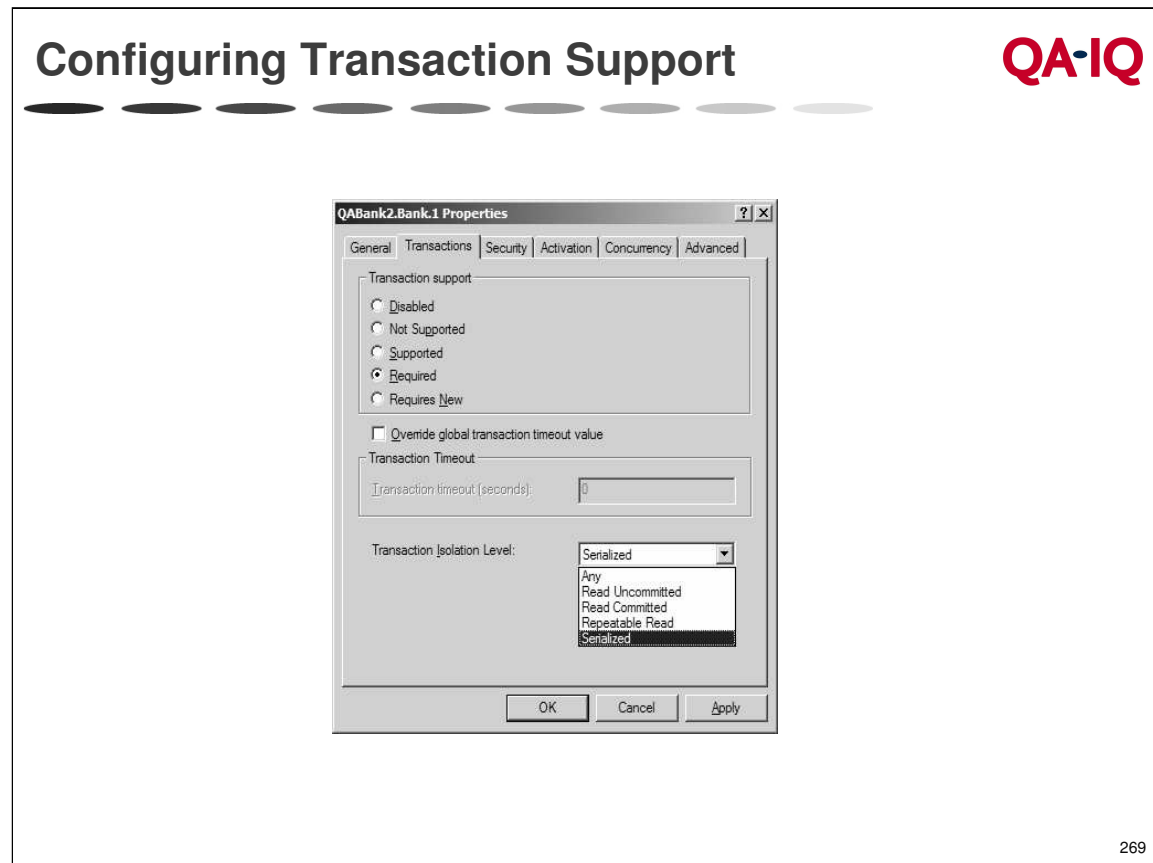 Configuring Transaction Support
QA-IQ
QABank2.Bank.1 Properties
General Transactions Security Activation Concurrency Advanced
Transaction support
Disabled
Not Supported
Supported
Required
Requires New
Override global transaction timeout value
Transaction Timeout
Transaction timeout (seconds): 0
Transaction Isolation Level: Serialized
Any
Read Uncommitted
Read Committed
Repeatable Read
Serialized
OK Cancel Apply
269